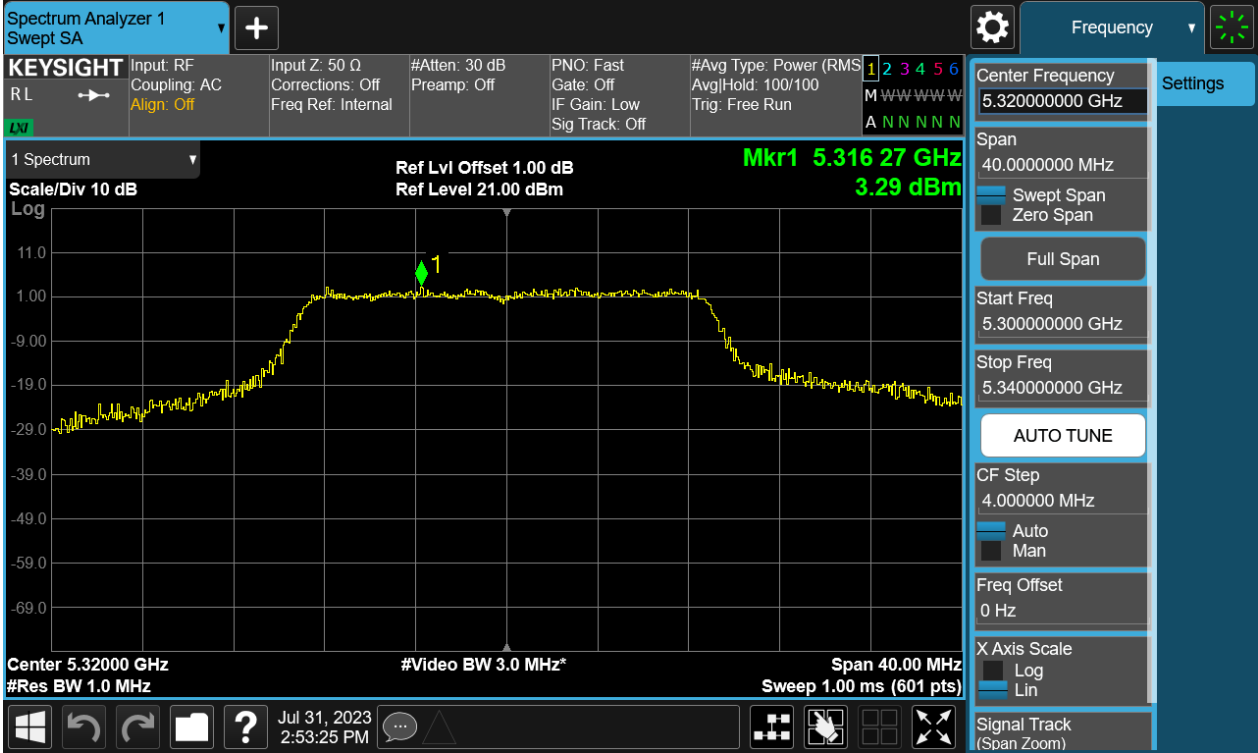 Spectrum Analyzer 1
Swept SA
+
Frequency
KEYSIGHT
RL
LXI
Input: RF
Coupling: AC
Align: Off
Input Z: 50 Ω
Corrections: Off
Freq Ref: Internal
#Atten: 30 dB
Preamp: Off
PNO: Fast
Gate: Off
IF Gain: Low
Sig Track: Off
#Avg Type: Power (RMS
Avg|Hold: 100/100
Trig: Free Run
1 2 3 4 5 6
M W W W W W
A N N N N N
Center Frequency
5.320000000 GHz
Settings
Span
40.0000000 MHz
Swept Span
Zero Span
Full Span
Start Freq
5.300000000 GHz
Stop Freq
5.340000000 GHz
AUTO TUNE
CF Step
4.000000 MHz
Auto
Man
Freq Offset
0 Hz
X Axis Scale
Log
Lin
Signal Track
(Span Zoom)
1 Spectrum
Scale/Div 10 dB
Ref Lvl Offset 1.00 dB
Ref Level 21.00 dBm
Mkr1 5.316 27 GHz
3.29 dBm
Log
11.0
1.00
-9.00
-19.0
-29.0
-39.0
-49.0
-59.0
-69.0
1
Center 5.32000 GHz
#Res BW 1.0 MHz
#Video BW 3.0 MHz*
Span 40.00 MHz
Sweep 1.00 ms (601 pts)
?
Jul 31, 2023
2:53:25 PM